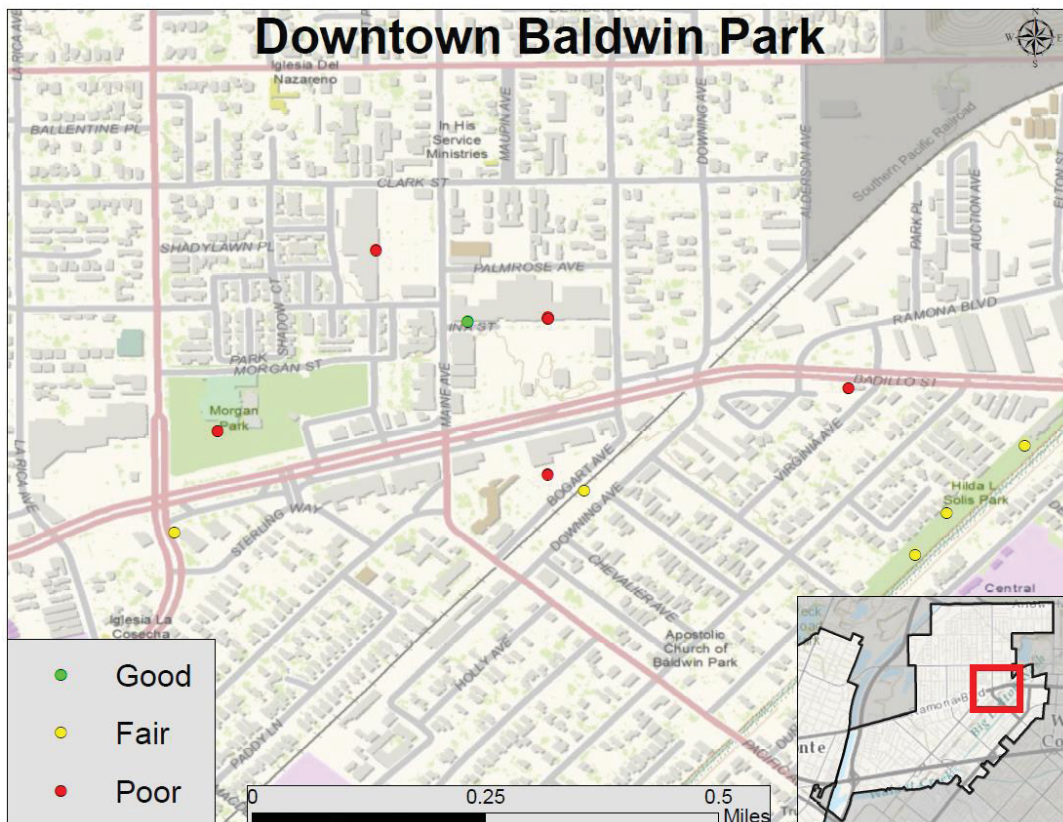 Downtown Baldwin Park
N
W
E
S
LA RICA AVE
Iglesia Del
Nazareno
BALLENTINE PL
In His
Service
Ministries
MAUPIN AVE
DOWNING AVE
ALDERSON AVE
Southern Pacific Railroad
CLARK ST
PARK PL
AUCTION AVE
SHADYLAWN PL
PALMROSE AVE
SHADOW CT
RAMONA BLVD
PARK
MORGAN ST
MAINE AVE
BADILLO ST
Morgan
Park
LA RICA AVE
VIRGINIA AVE
BOGART AVE
Hilda L
Solis Park
STERLING WAY
DOWNING AVE
CHEVALIER AVE
Central
Iglesia La
Cosecha
Apostolic
Church of
Baldwin Park
HOLLY AVE
PADDY LN
Good
Fair
Poor
0
0.25
0.5
Miles
Ramona Blvd